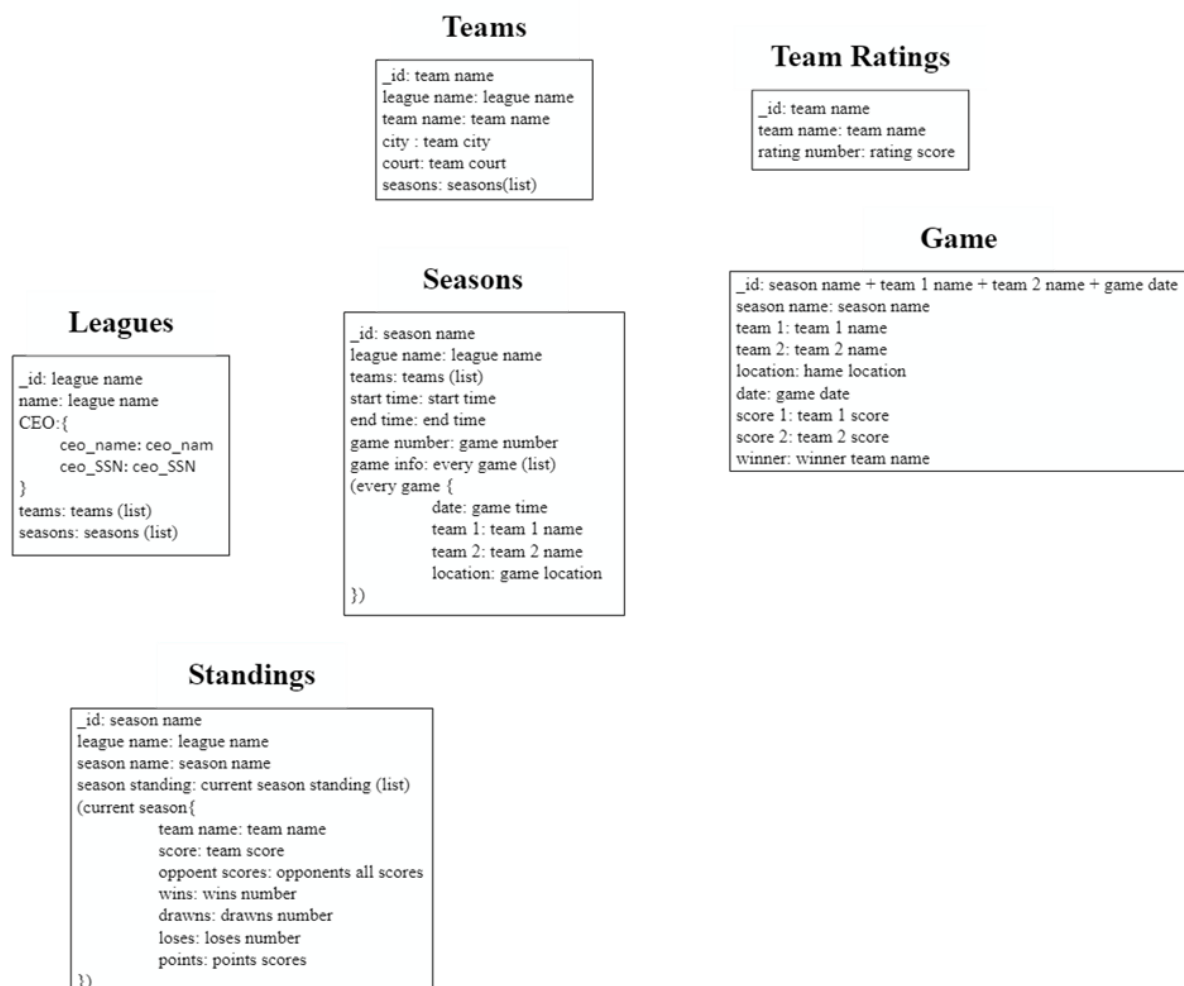 Teams
_id: team name
league name: league name
team name: team name
city : team city
court: team court
seasons: seasons(list)
Team Ratings
_id: team name
team name: team name
rating number: rating score
Game
_id: season name + team 1 name + team 2 name + game date
season name: season name
team 1: team 1 name
team 2: team 2 name
location: hame location
date: game date
score 1: team 1 score
score 2: team 2 score
winner: winner team name
Seasons
_id: season name
league name: league name
teams: teams (list)
start time: start time
end time: end time
game number: game number
game info: every game (list)
(every game {
date: game time
team 1: team 1 name
team 2: team 2 name
location: game location
})
Leagues
_id: league name
name: league name
CEO:{
ceo_name: ceo_nam
ceo_SSN: ceo_SSN
}
teams: teams (list)
seasons: seasons (list)
Standings
_id: season name
league name: league name
season name: season name
season standing: current season standing (list)
(current season{
team name: team name
score: team score
oppoent scores: opponents all scores
wins: wins number
drawns: drawns number
loses: loses number
points: points scores
})